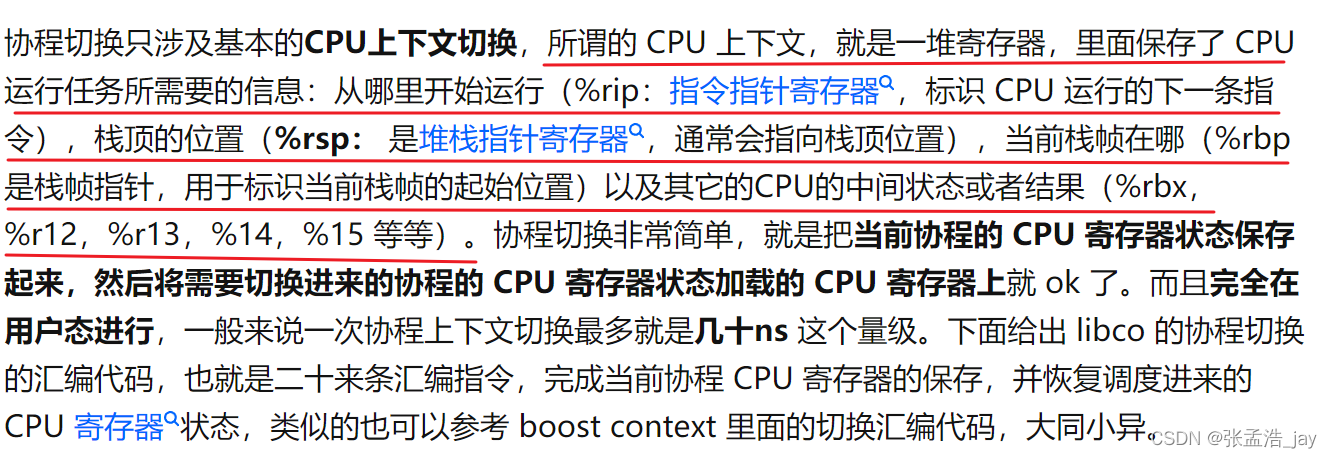 协程切换只涉及基本的CPU上下文切换，所谓的 CPU 上下文，就是一堆寄存器，里面保存了 CPU
运行任务所需要的信息：从哪里开始运行（%rip：指令指针寄存器，标识 CPU 运行的下一条指
令），栈顶的位置（%rsp： 是堆栈指针寄存器，通常会指向栈顶位置），当前栈帧在哪（%rbp
是栈帧指针，用于标识当前栈帧的起始位置）以及其它的CPU的中间状态或者结果（%rbx，
%r12，%r13，%14，%15 等等）。协程切换非常简单，就是把当前协程的 CPU 寄存器状态保存
起来，然后将需要切换进来的协程的 CPU 寄存器状态加载的 CPU 寄存器上就 ok 了。而且完全在
用户态进行，一般来说一次协程上下文切换最多就是几十ns 这个量级。下面给出 libco 的协程切换
的汇编代码，也就是二十来条汇编指令，完成当前协程 CPU 寄存器的保存，并恢复调度进来的
CPU 寄存器状态，类似的也可以参考 boost context 里面的切换汇编代码，大同小异。
CSDN @张孟浩_jay